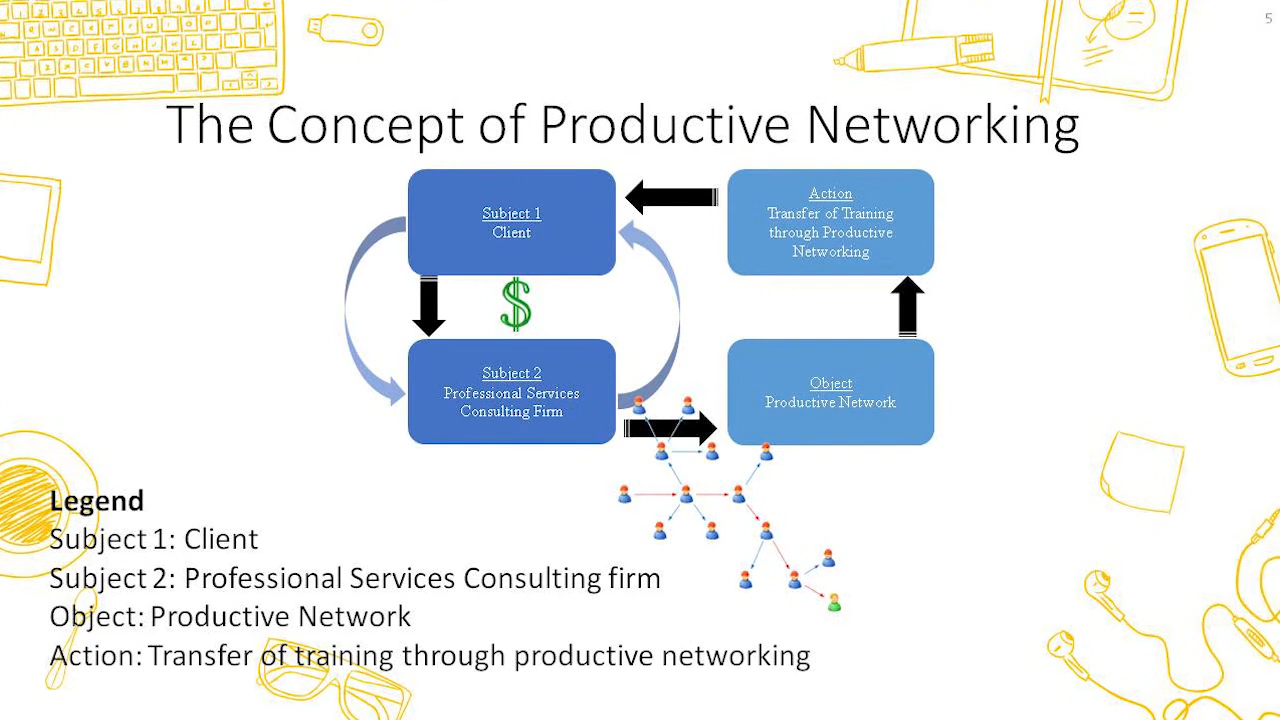 5
The Concept of Productive Networking
Subject 1
Client
Action
Transfer of Training
through Productive
Networking
$
Subject 2
Professional Services
Consulting Firm
Object
Productive Network
Legend
Subject 1: Client
Subject 2: Professional Services Consulting firm
Object: Productive Network
Action: Transfer of training through productive networking